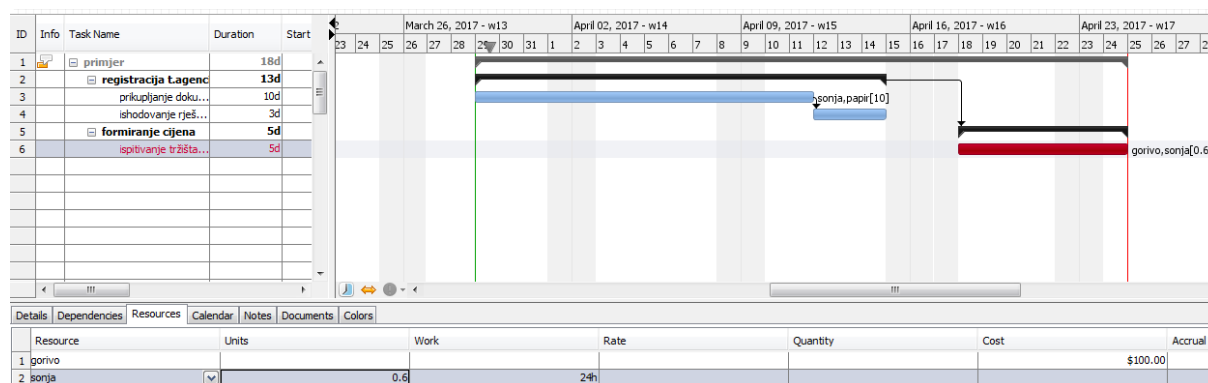 ID Info Task Name Duration Start
2 March 26, 2017 - w13 April 02, 2017 - w14 April 09, 2017 - w15 April 16, 2017 - w16 April 23, 2017 - w17
23 24 25 26 27 28 29 30 31 1 2 3 4 5 6 7 8 9 10 11 12 13 14 15 16 17 18 19 20 21 22 23 24 25 26 27 2
1 primjer 18d
2 registracija t.agenc 13d
3 prikupljanje doku... 10d sonja,papir[10]
4 ishodovanje rješ... 3d
5 formiranje cijena 5d
6 ispitivanje tržišta... 5d gorivo,sonja[0.6
Details Dependencies Resources Calendar Notes Documents Colors
Resource Units Work Rate Quantity Cost Accrual
1 gorivo $100.00
2 sonja 0.6 24h